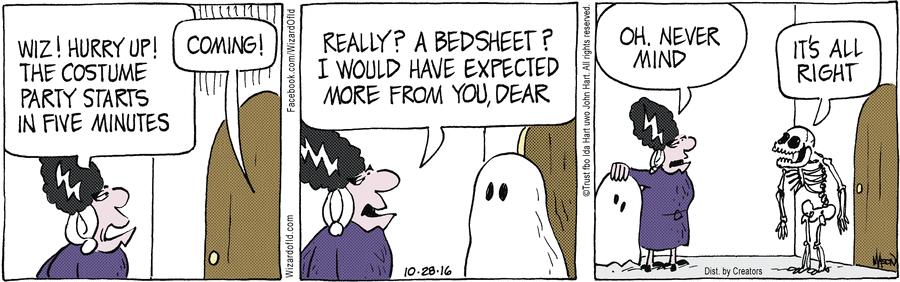 WIZ! HURRY UP!
THE COSTUME
PARTY STARTS
IN FIVE MINUTES
COMING!
Facebook.com/WizardOfId
Wizardofid.com
REALLY? A BEDSHEET?
I WOULD HAVE EXPECTED
MORE FROM YOU, DEAR
10-28-16
©Trust fbo Ida Hart uwo John Hart. All rights reserved.
OH. NEVER
MIND
IT'S ALL
RIGHT
Dist. by Creators
MASON